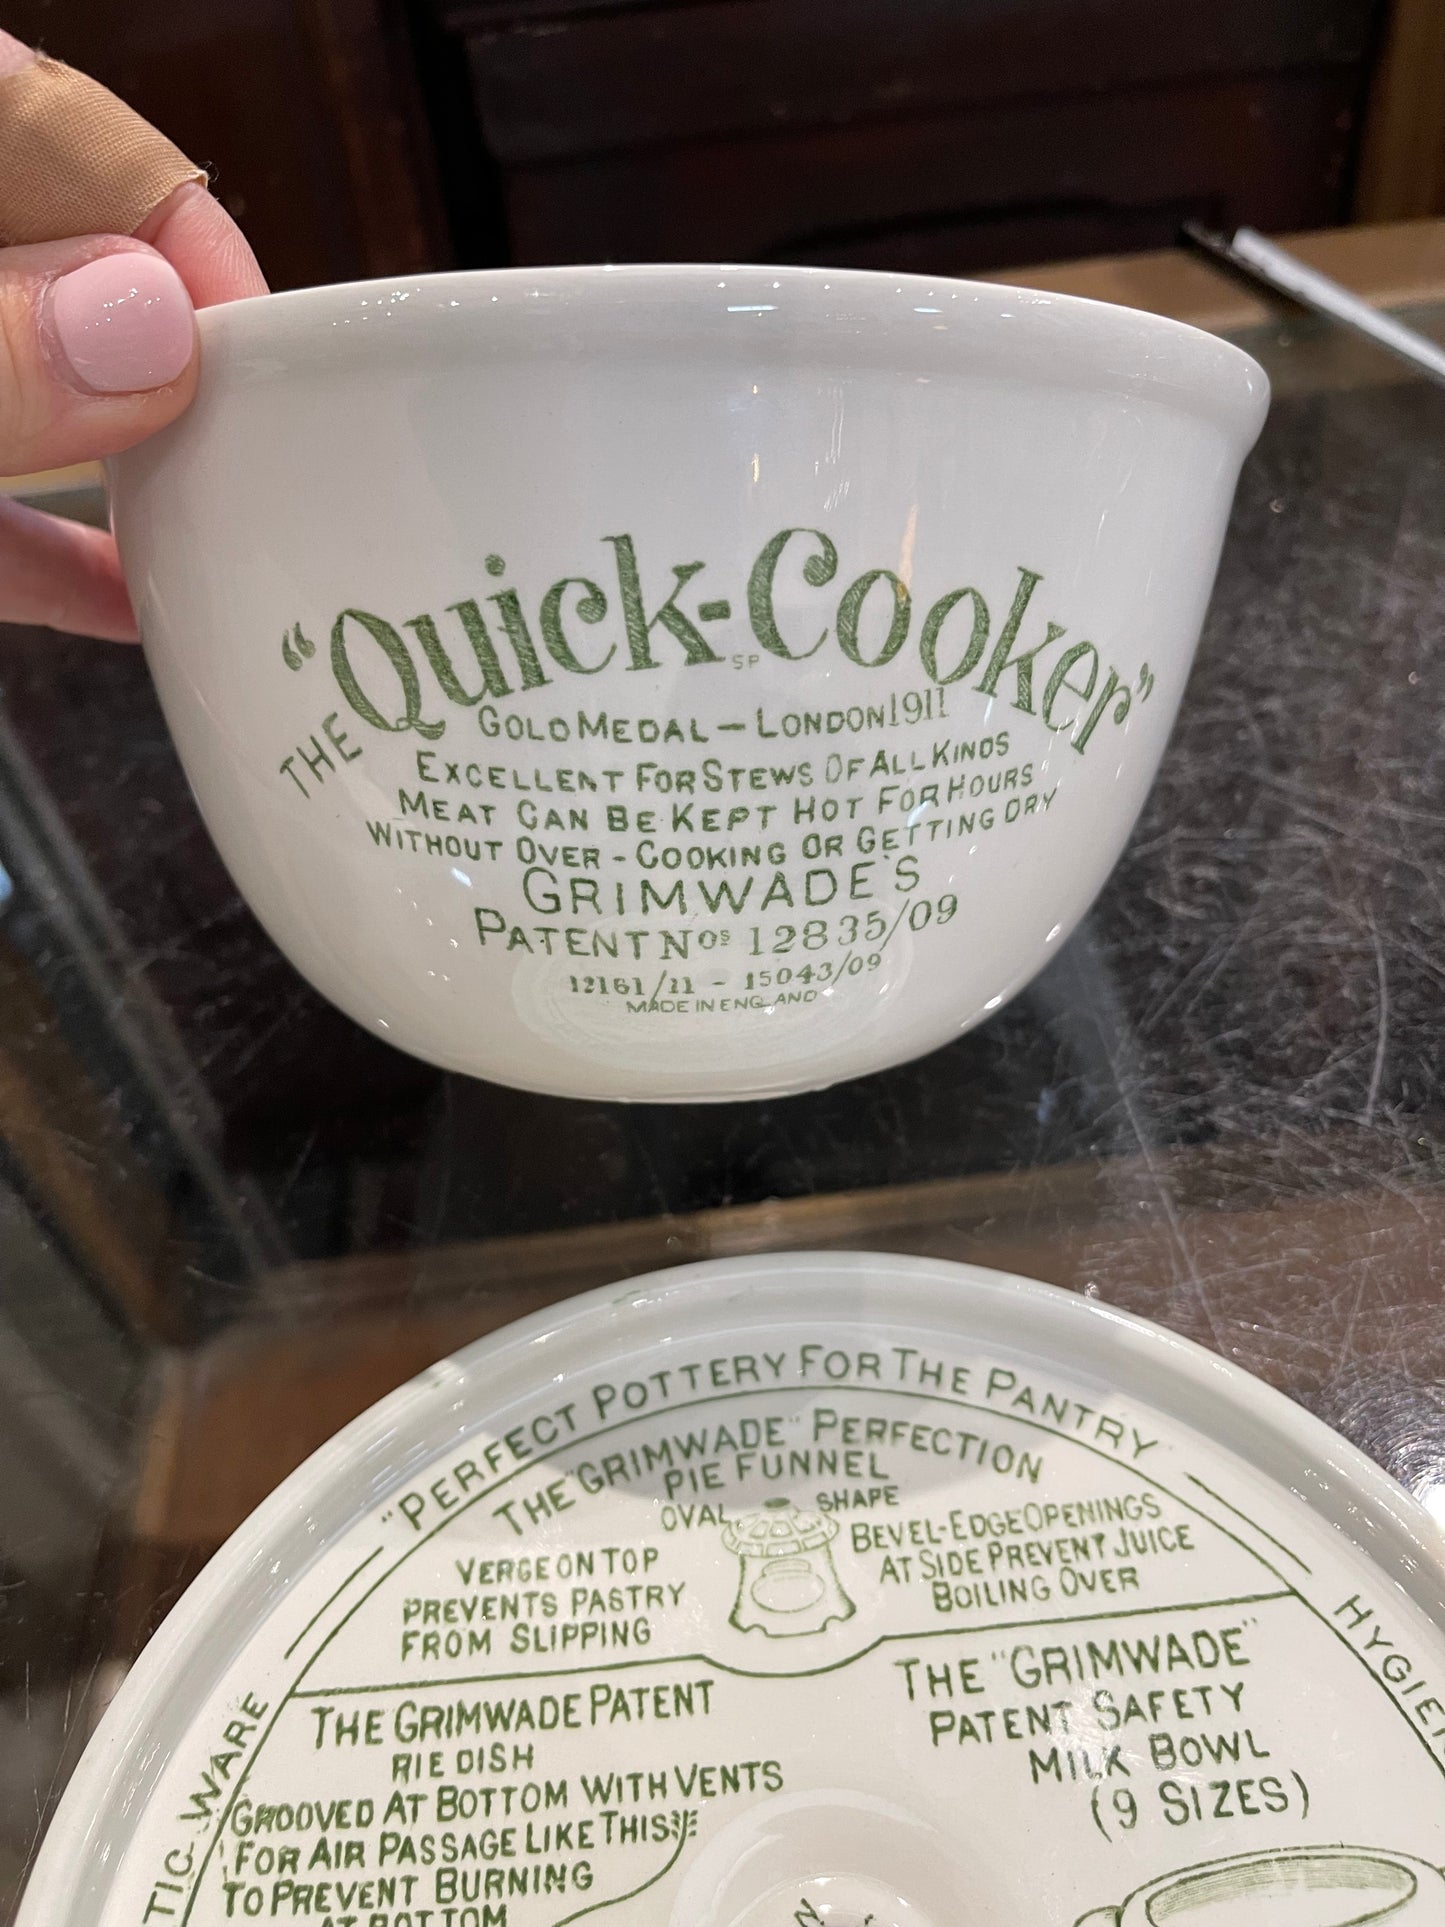 THE "Quick-Cooker"
SP
GOLD MEDAL – LONDON 1911
EXCELLENT FOR STEWS OF ALL KINDS
MEAT CAN BE KEPT HOT FOR HOURS
WITHOUT OVER-COOKING OR GETTING DRY
GRIMWADE'S
PATENT Nos 12835/09
12161/11 - 15043/09
MADE IN ENGLAND
"PERFECT POTTERY FOR THE PANTRY"
THE "GRIMWADE" PERFECTION
PIE FUNNEL
OVAL SHAPE
VERGE ON TOP
PREVENTS PASTRY
FROM SLIPPING
BEVEL-EDGE OPENINGS
AT SIDE PREVENT JUICE
BOILING OVER
THE GRIMWADE PATENT
PIE DISH
GROOVED AT BOTTOM WITH VENTS
FOR AIR PASSAGE LIKE THIS
TO PREVENT BURNING
AT BOTTOM
THE "GRIMWADE"
PATENT SAFETY
MILK BOWL
(9 SIZES)
TIC WARE
HYGIEN